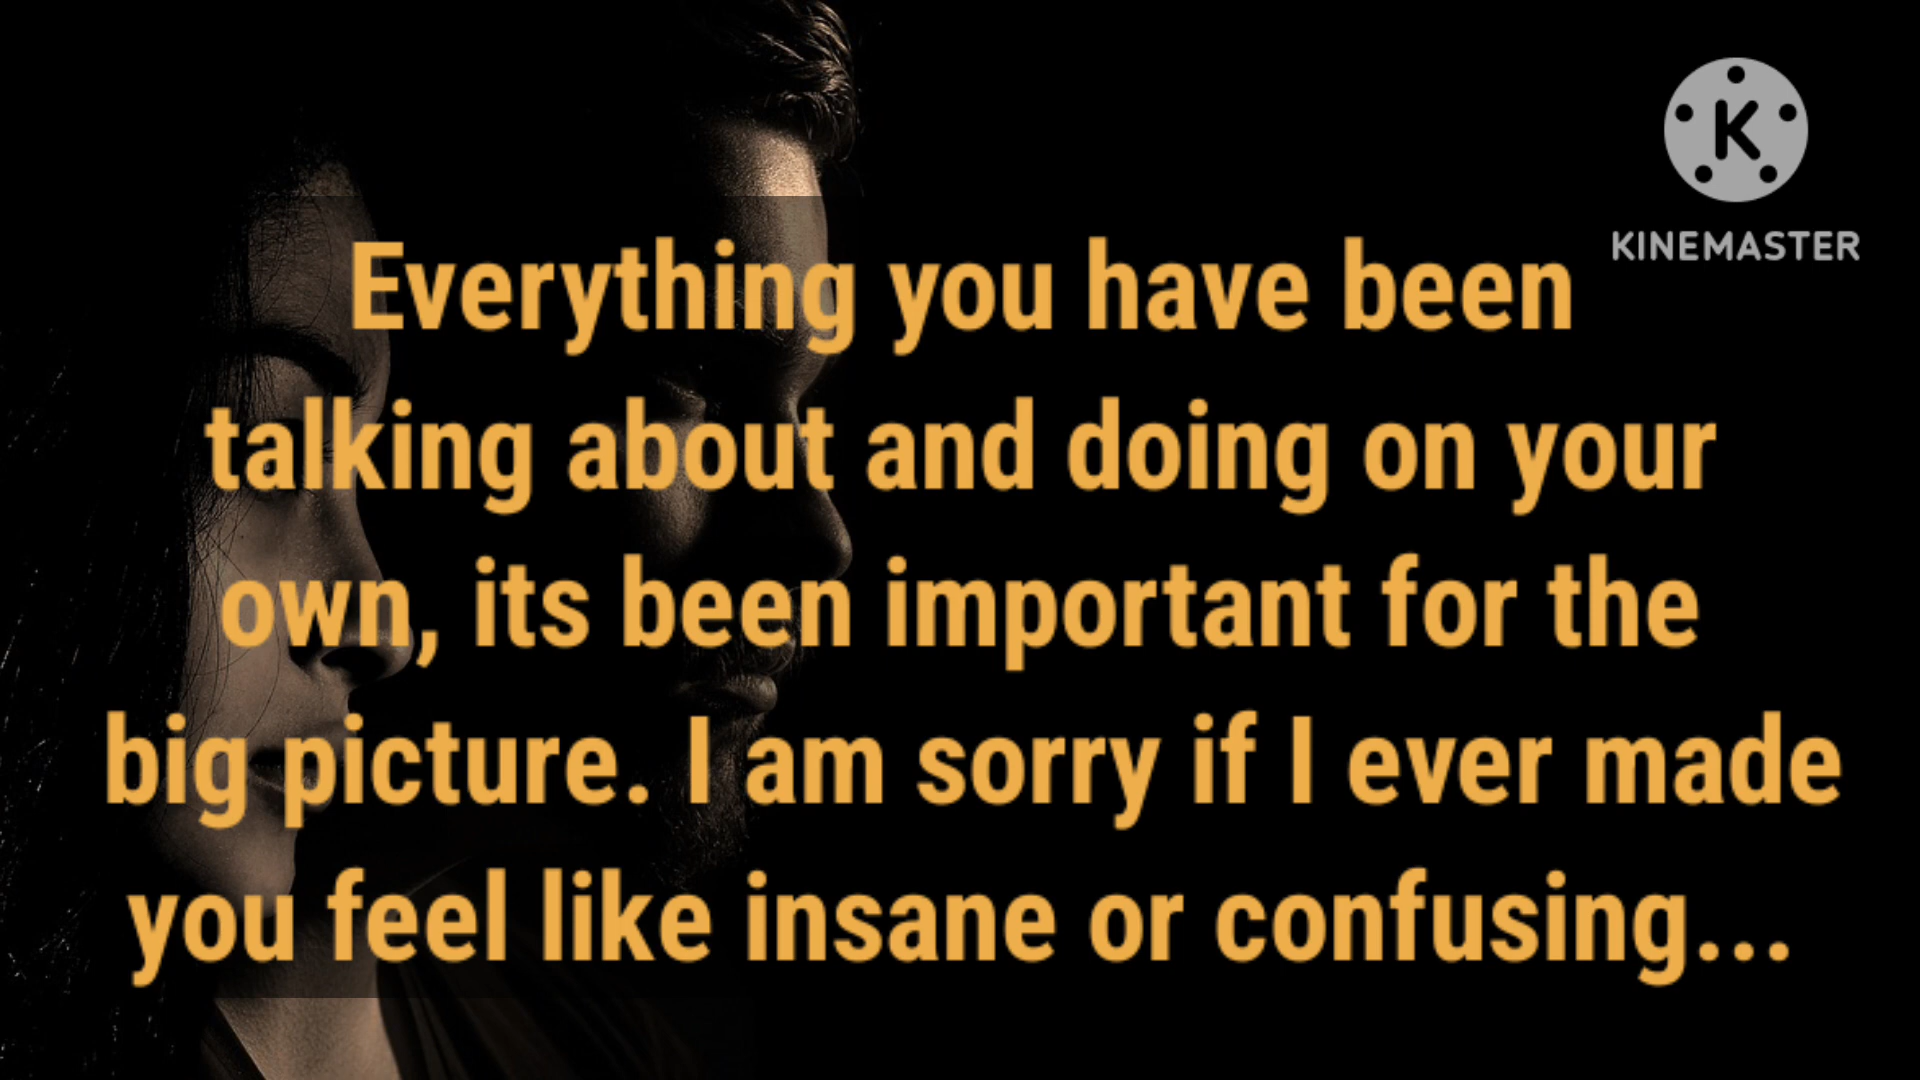 K
KINEMASTER
Everything you have been
talking about and doing on your
own, its been important for the
big picture. I am sorry if I ever made
you feel like insane or confusing...